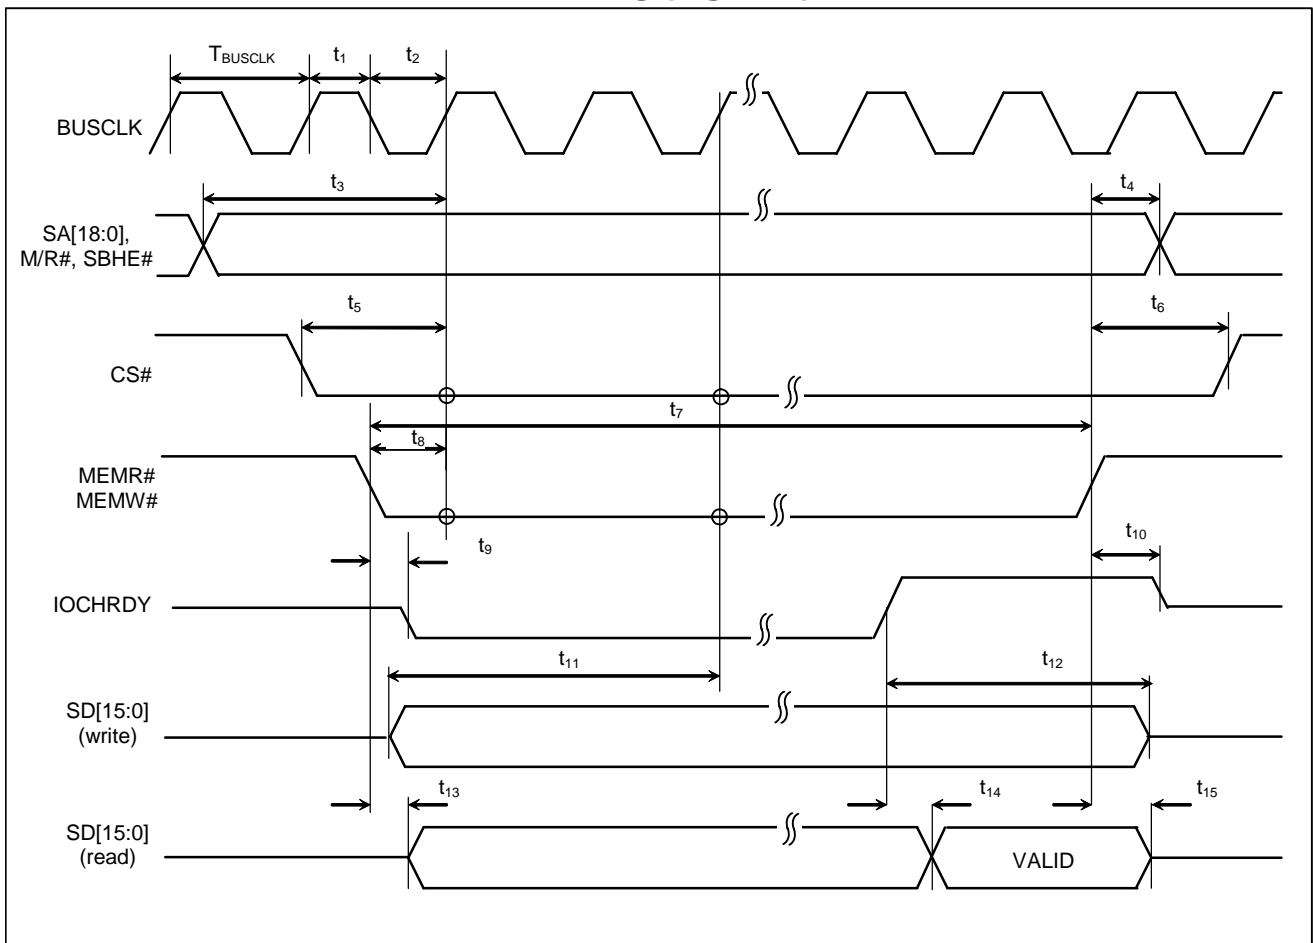 T_BUSCLK t₁ t₂
BUSCLK
t₃ t₄
SA[18:0],
M/R#, SBHE#
t₅ t₆
CS#
t₇
t₈
MEMR#
MEMW#
t₉ t₁₀
IOCHRDY
t₁₁ t₁₂
SD[15:0]
(write)
t₁₃ t₁₄ t₁₅
SD[15:0]
(read)
VALID